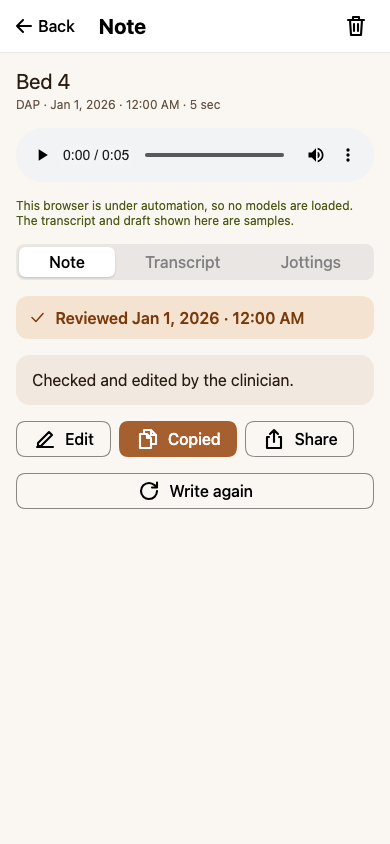 Back Note
Bed 4
DAP · Jan 1, 2026 · 12:00 AM · 5 sec
0:00 / 0:05
This browser is under automation, so no models are loaded.
The transcript and draft shown here are samples.
Note Transcript Jottings
Reviewed Jan 1, 2026 · 12:00 AM
Checked and edited by the clinician.
Edit Copied Share
Write again